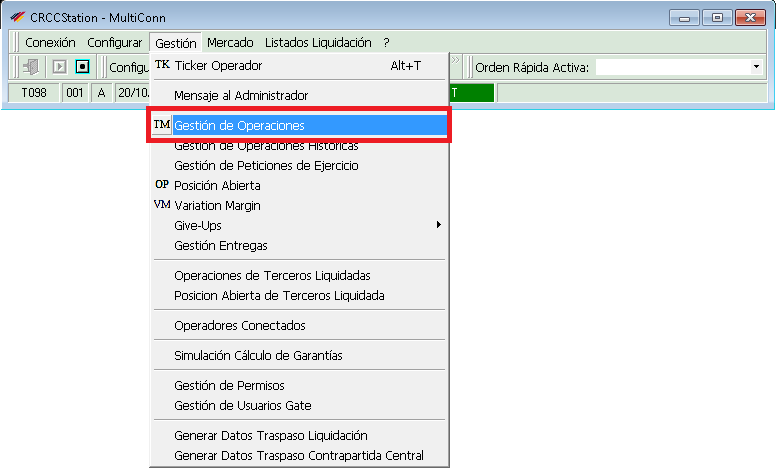 CRCCStation - MultiConn
Conexión Configurar Gestión Mercado Listados Liquidación ?
Orden Rápida Activa:
T098 001 A 20/10 T
TK Ticker Operador Alt+T
Mensaje al Administrador
TM Gestión de Operaciones
Gestión de Operaciones Históricas
Gestión de Peticiones de Ejercicio
OP Posición Abierta
VM Variation Margin
Give-Ups
Gestión Entregas
Operaciones de Terceros Liquidadas
Posicion Abierta de Terceros Liquidada
Operadores Conectados
Simulación Cálculo de Garantías
Gestión de Permisos
Gestión de Usuarios Gate
Generar Datos Traspaso Liquidación
Generar Datos Traspaso Contrapartida Central